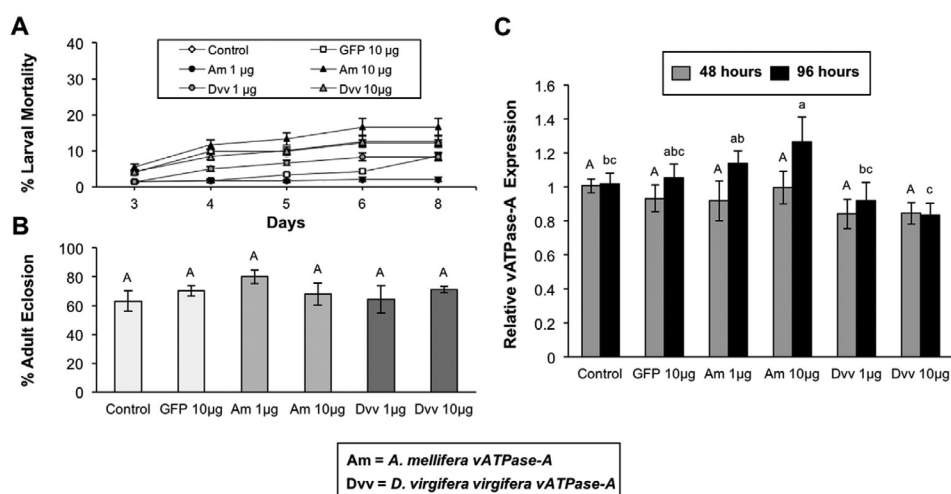 A
% Larval Mortality
40
30
20
10
0
Control
GFP 10 µg
Am 1 µg
Am 10 µg
Dvv 1 µg
Dvv 10µg
3 4 5 6 8
Days
B
% Adult Eclosion
100
80
60
40
20
0
A A A A A A
Control GFP 10µg Am 1µg Am 10µg Dvv 1µg Dvv 10µg
C
48 hours 96 hours
Relative vATPase-A Expression
1.6
1.4
1.2
1
0.8
0.6
0.4
0.2
0
A bc A abc A ab A a A bc A c
Control GFP 10µg Am 1µg Am 10µg Dvv 1µg Dvv 10µg
Am = A. mellifera vATPase-A
Dvv = D. virgifera virgifera vATPase-A